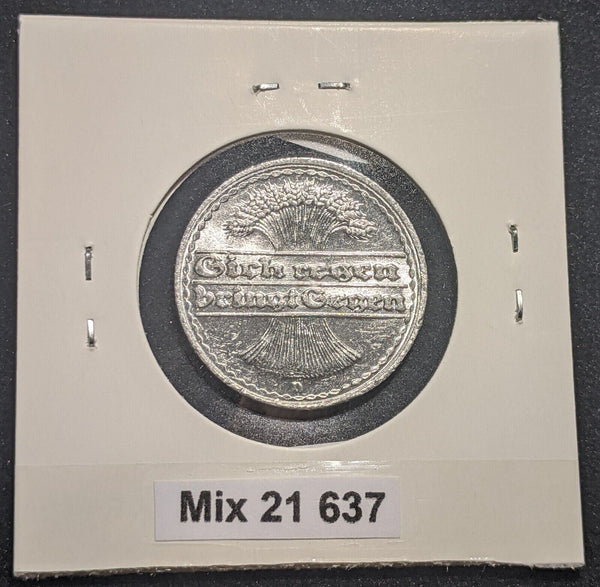 Sich regen
bringt Segen
D
Mix 21 637